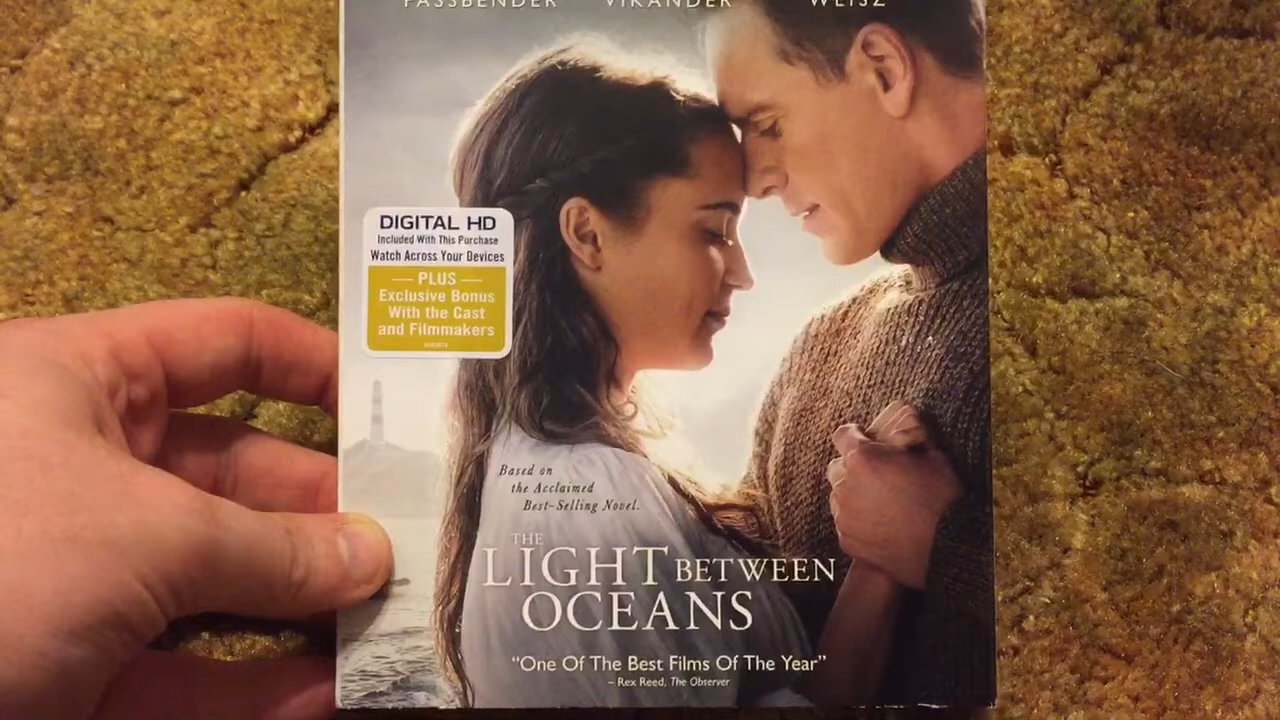 FASSBENDER VIKANDER WEISZ
DIGITAL HD
Included With This Purchase
Watch Across Your Devices
PLUS
Exclusive Bonus
With the Cast
and Filmmakers
Based on
the Acclaimed
Best-Selling Novel.
THE
LIGHT BETWEEN
OCEANS
“One Of The Best Films Of The Year”
– Rex Reed, The Observer